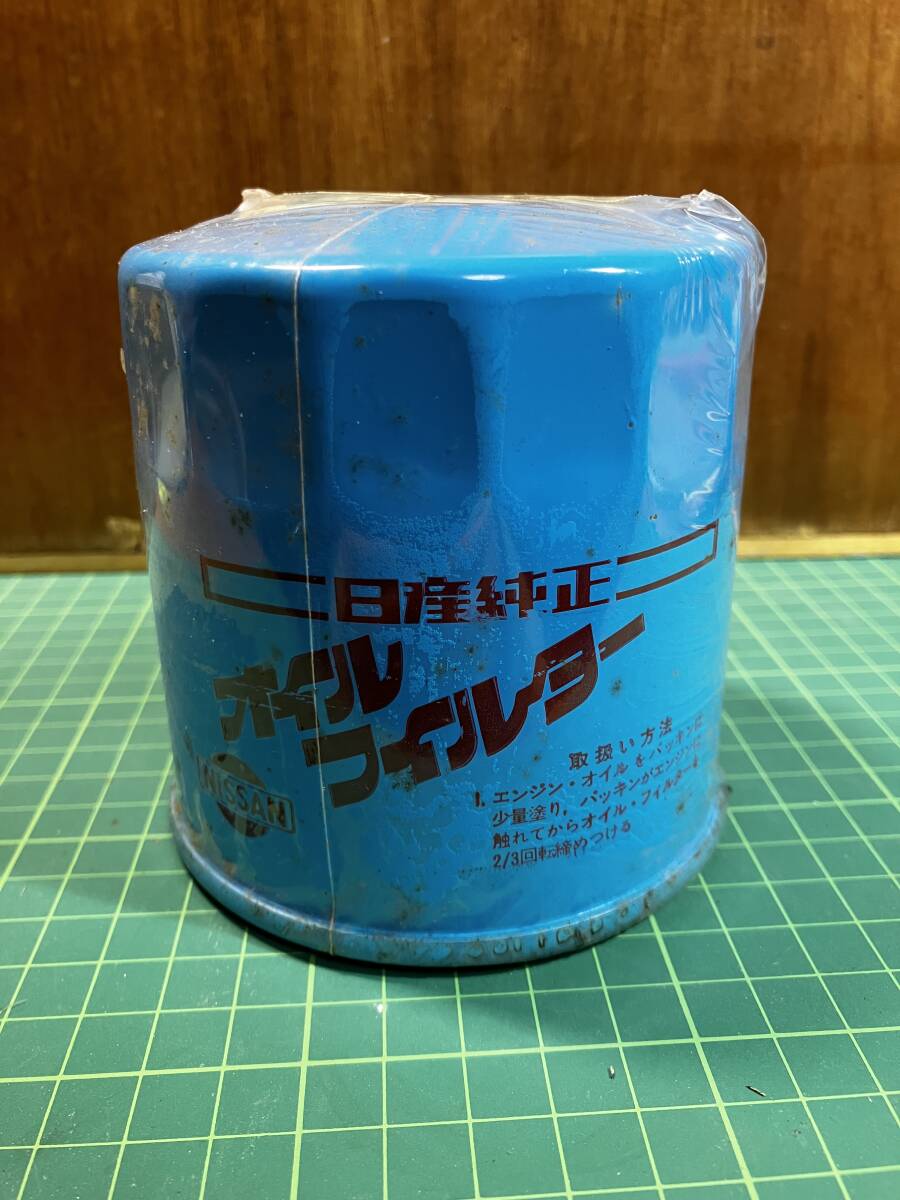 日産純正
オイル
フィルター
NISSAN
取扱い方法
1. エンジン・オイルをパッキンに
少量塗り，パッキンがエンジンに
触れてからオイル・フィルターを
2/3回転締めつける